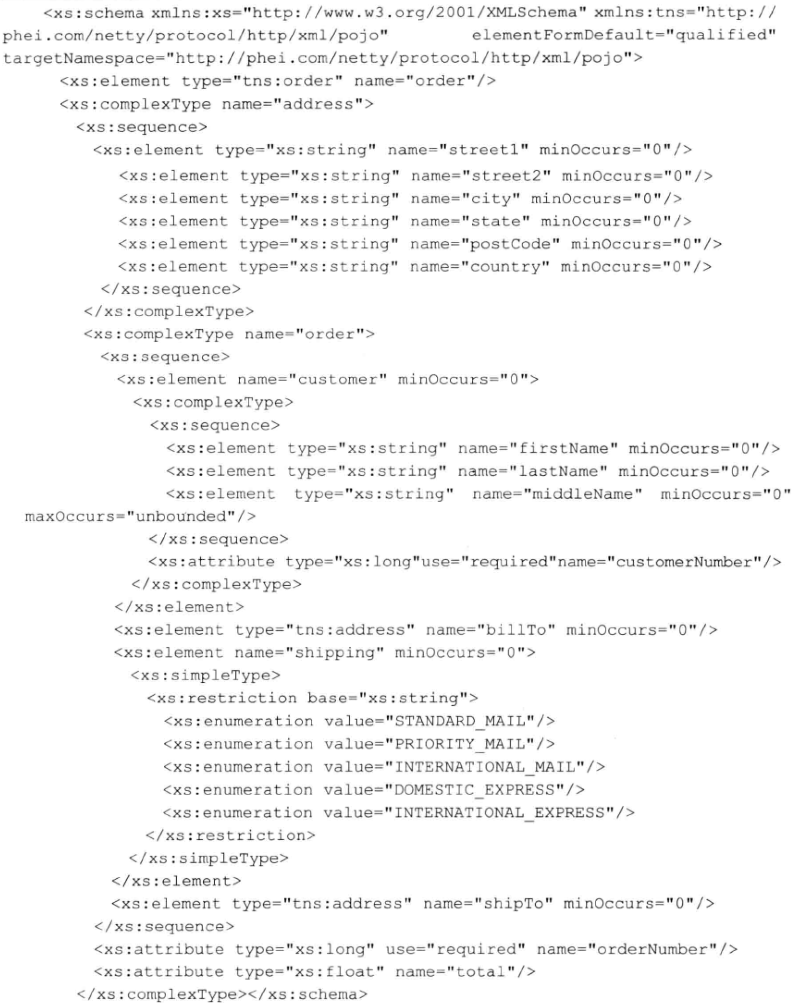 <xs:schema xmlns:xs="http://www.w3.org/2001/XMLSchema" xmlns:tns="http://
phei.com/netty/protocol/http/xml/pojo" elementFormDefault="qualified"
targetNamespace="http://phei.com/netty/protocol/http/xml/pojo">
<xs:element type="tns:order" name="order"/>
<xs:complexType name="address">
<xs:sequence>
<xs:element type="xs:string" name="street1" minOccurs="0"/>
<xs:element type="xs:string" name="street2" minOccurs="0"/>
<xs:element type="xs:string" name="city" minOccurs="0"/>
<xs:element type="xs:string" name="state" minOccurs="0"/>
<xs:element type="xs:string" name="postCode" minOccurs="0"/>
<xs:element type="xs:string" name="country" minOccurs="0"/>
</xs:sequence>
</xs:complexType>
<xs:complexType name="order">
<xs:sequence>
<xs:element name="customer" minOccurs="0">
<xs:complexType>
<xs:sequence>
<xs:element type="xs:string" name="firstName" minOccurs="0"/>
<xs:element type="xs:string" name="lastName" minOccurs="0"/>
<xs:element type="xs:string" name="middleName" minOccurs="0"
maxOccurs="unbounded"/>
</xs:sequence>
<xs:attribute type="xs:long"use="required"name="customerNumber"/>
</xs:complexType>
</xs:element>
<xs:element type="tns:address" name="billTo" minOccurs="0"/>
<xs:element name="shipping" minOccurs="0">
<xs:simpleType>
<xs:restriction base="xs:string">
<xs:enumeration value="STANDARD_MAIL"/>
<xs:enumeration value="PRIORITY_MAIL"/>
<xs:enumeration value="INTERNATIONAL_MAIL"/>
<xs:enumeration value="DOMESTIC_EXPRESS"/>
<xs:enumeration value="INTERNATIONAL_EXPRESS"/>
</xs:restriction>
</xs:simpleType>
</xs:element>
<xs:element type="tns:address" name="shipTo" minOccurs="0"/>
</xs:sequence>
<xs:attribute type="xs:long" use="required" name="orderNumber"/>
<xs:attribute type="xs:float" name="total"/>
</xs:complexType></xs:schema>